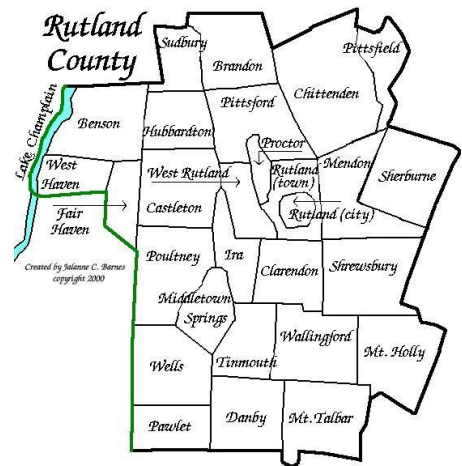 Rutland
County
Sudbury
Brandon
Pittsfield
Chittenden
Lake Champlain
Benson
Hubbardton
Pittsford
Proctor
West
Haven
West Rutland
Rutland
(town)
Mendon
Sherburne
Fair
Haven
Castleton
Rutland (city)
Created by Jalanne C. Barnes
copyright 2000
Poultney
Ira
Clarendon
Shrewsbury
Middletown
Springs
Wells
Tinmouth
Wallingford
Mt. Holly
Pawlet
Danby
Mt. Talbar